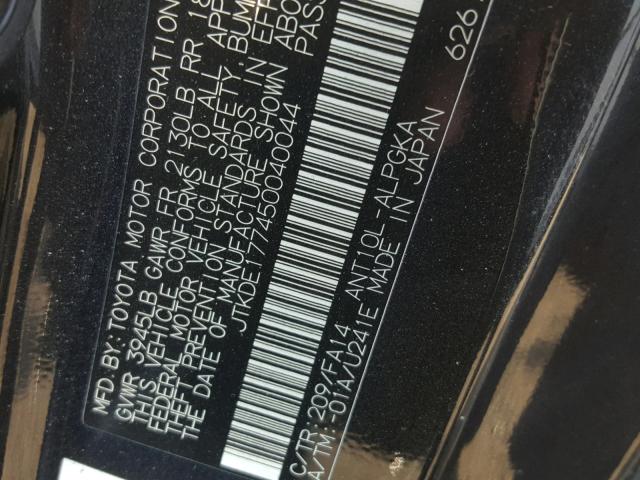 MFD. BY: TOYOTA MOTOR CORPORATION
GVWR 3945LB GAWR FR 2130LB RR 18
THIS VEHICLE CONFORMS TO ALL APP
FEDERAL MOTOR VEHICLE SAFETY, BUM
THEFT PREVENTION STANDARDS IN EFF
THE DATE OF MANUFACTURE SHOWN ABO
JTKDE177450040044 PAS
C/TR: 209/FA14 ANT10L-ALPGKA
A/TM: -01A/U241E MADE IN JAPAN 626